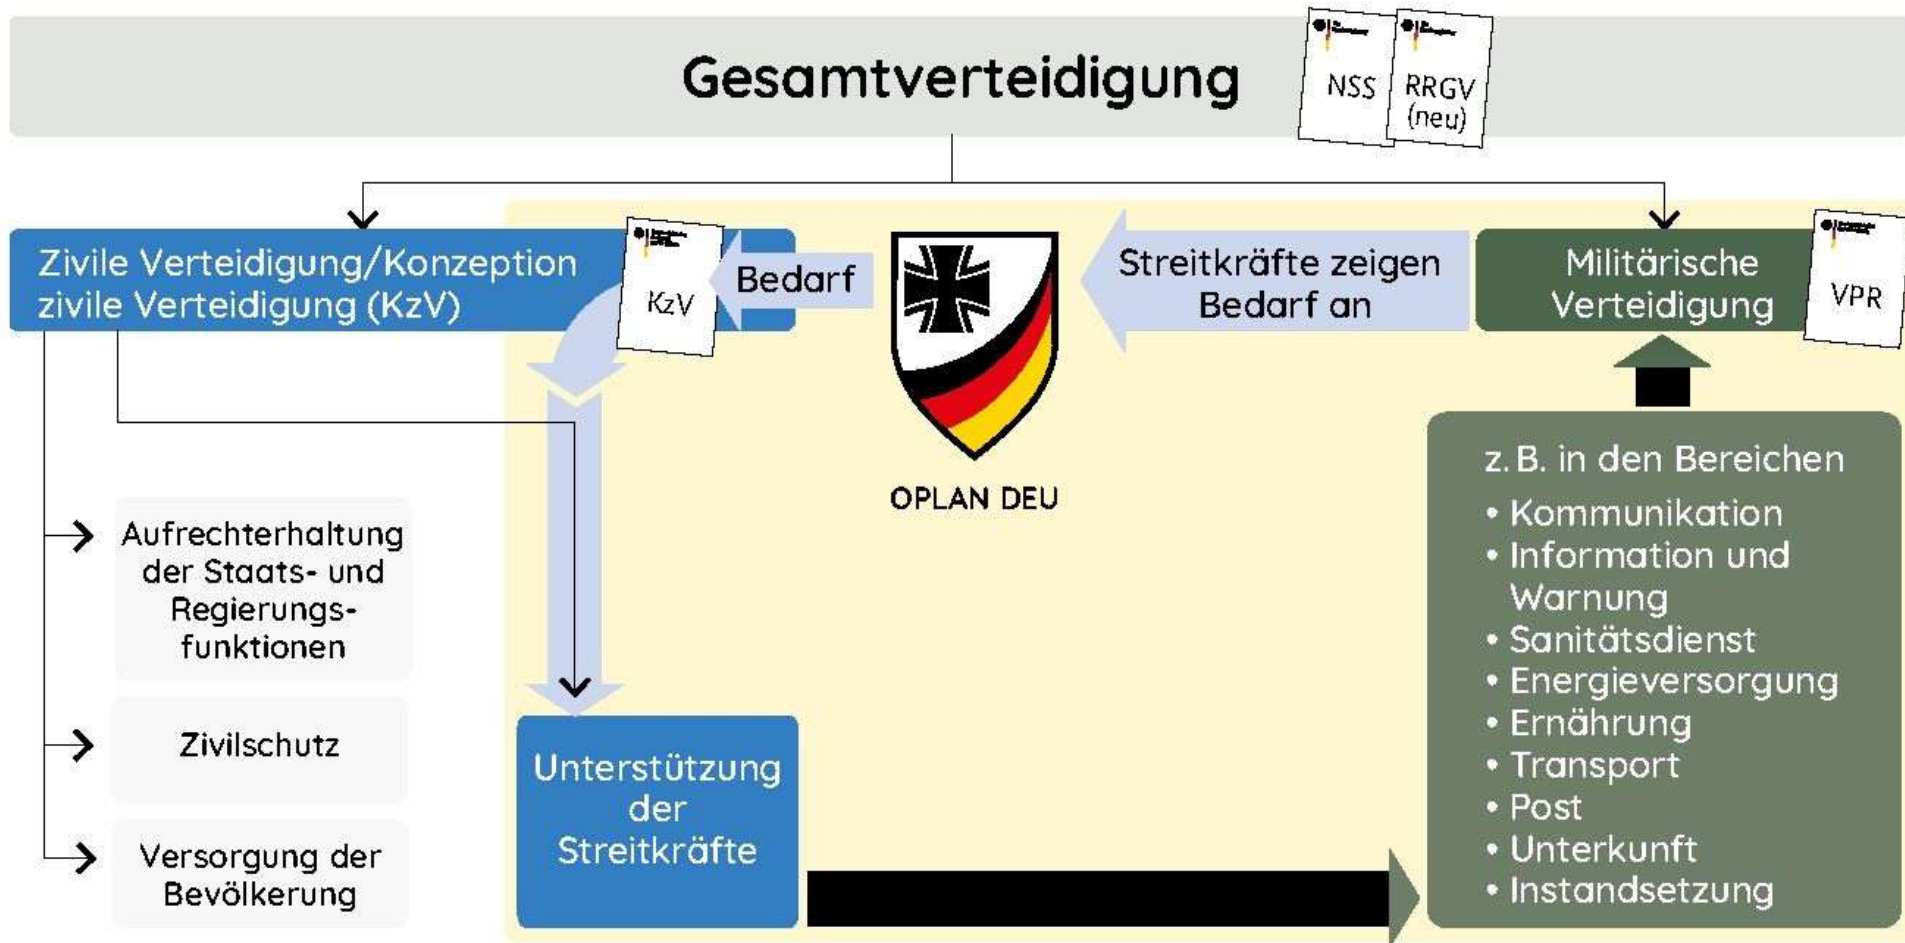 Gesamtverteidigung
NSS
RRGV
(neu)
Zivile Verteidigung/Konzeption
zivile Verteidigung (KzV)
KzV
Bedarf
Streitkräfte zeigen
Bedarf an
Militärische
Verteidigung
VPR
OPLAN DEU
Aufrechterhaltung
der Staats- und
Regierungs-
funktionen
Zivilschutz
Versorgung der
Bevölkerung
Unterstützung
der
Streitkräfte
z. B. in den Bereichen
• Kommunikation
• Information und
Warnung
• Sanitätsdienst
• Energieversorgung
• Ernährung
• Transport
• Post
• Unterkunft
• Instandsetzung